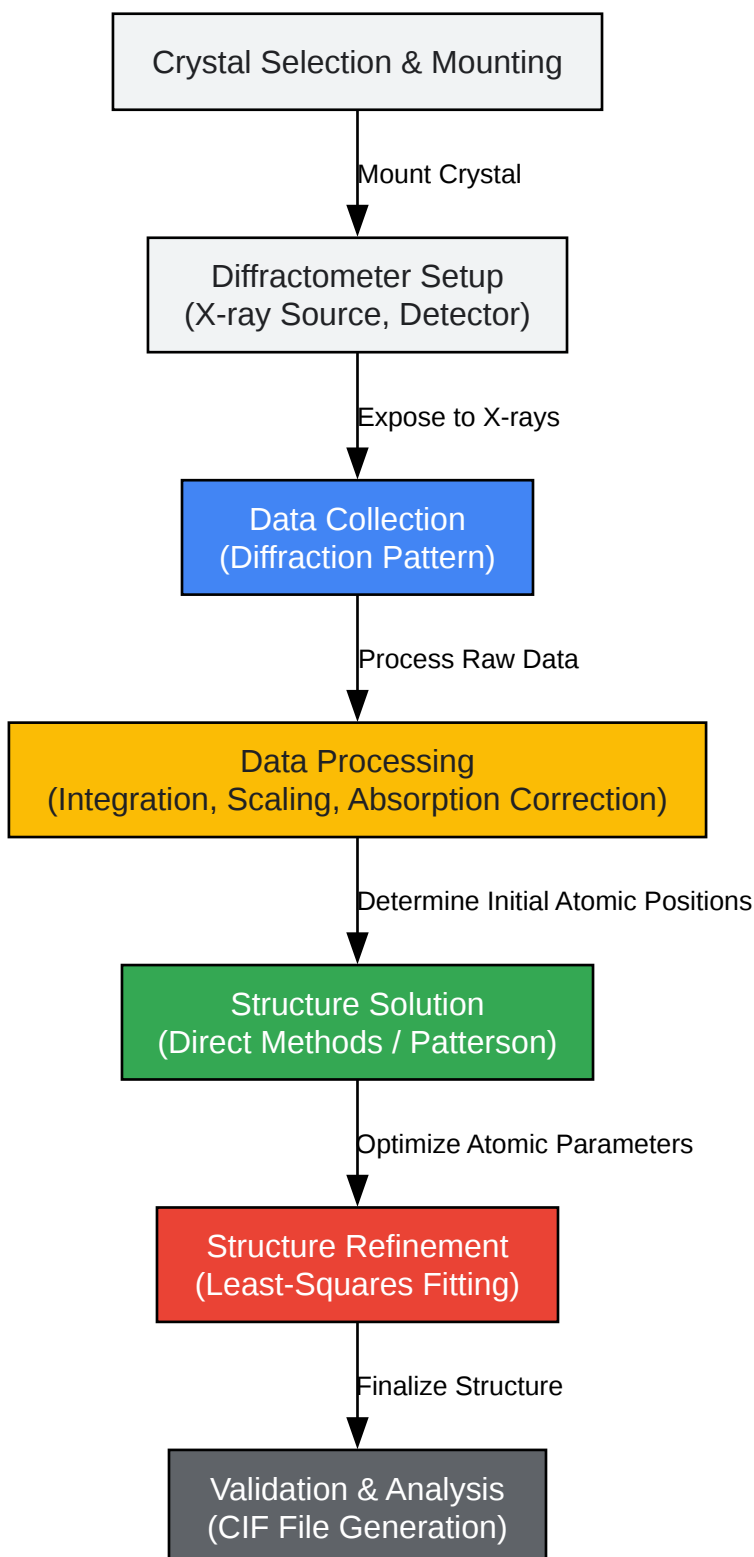 Crystal Selection & Mounting
Mount Crystal
Diffractometer Setup
(X-ray Source, Detector)
Expose to X-rays
Data Collection
(Diffraction Pattern)
Process Raw Data
Data Processing
(Integration, Scaling, Absorption Correction)
Determine Initial Atomic Positions
Structure Solution
(Direct Methods / Patterson)
Optimize Atomic Parameters
Structure Refinement
(Least-Squares Fitting)
Finalize Structure
Validation & Analysis
(CIF File Generation)